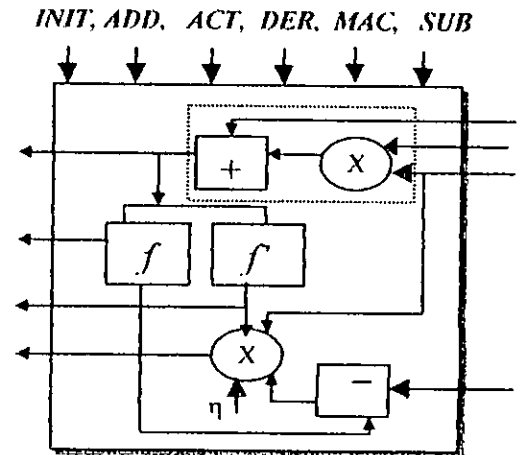 INIT, ADD, ACT, DER, MAC, SUB
+ X
f f'
X
−
η